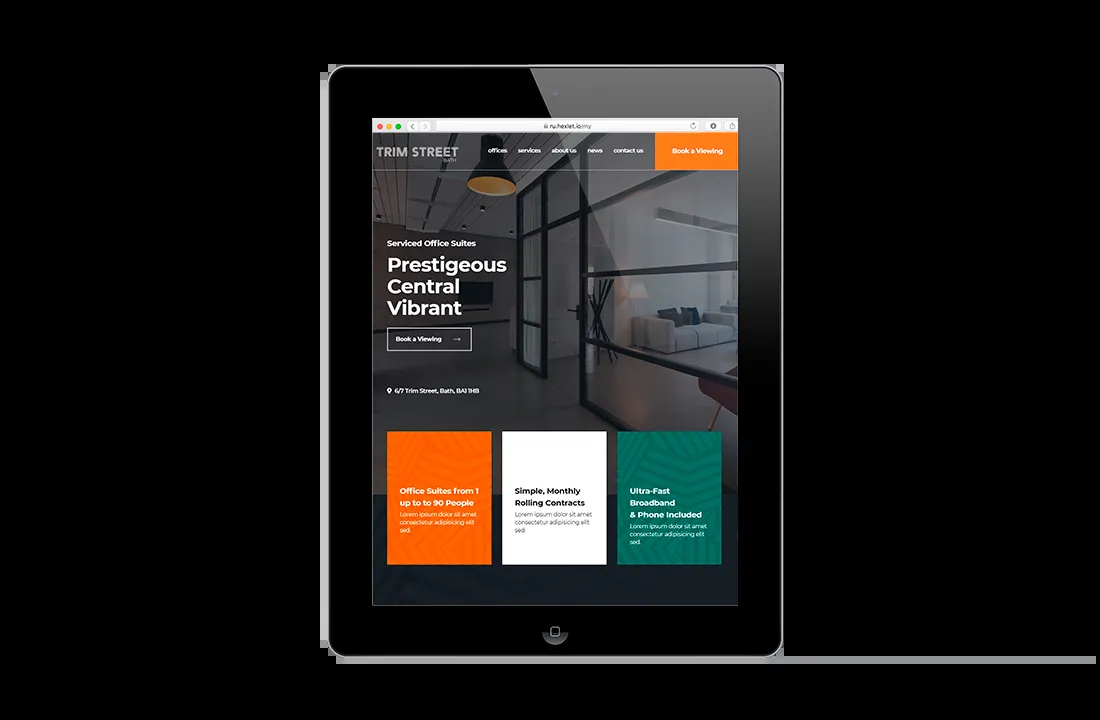 ru.hexlet.io/my
TRIM STREET
BATH
offices services about us news contact us
Book a Viewing
Serviced Office Suites
Prestigeous
Central
Vibrant
Book a Viewing →
6/7 Trim Street, Bath, BA1 1HB
Office Suites from 1
up to to 90 People
Lorem ipsum dolor sit amet
consectetur adipisicing elit
sed.
Simple, Monthly
Rolling Contracts
Lorem ipsum dolor sit amet
consectetur adipisicing elit
sed.
Ultra-Fast
Broadband
& Phone Included
Lorem ipsum dolor sit amet
consectetur adipisicing elit
sed.